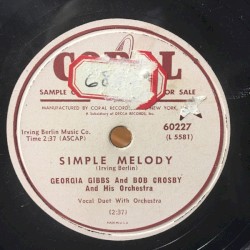 CORAL
68
SAMPLE COPY NOT FOR SALE
MANUFACTURED BY CORAL RECORDS NEW YORK,
A Subsidiary of DECCA RECORDS INC.
Irving Berlin Music Co.
Time 2:37 (ASCAP)
60227
(L 5581)
SIMPLE MELODY
(Irving Berlin)
GEORGIA GIBBS And BOB CROSBY
And His Orchestra
Vocal Duet With Orchestra
(2:37)